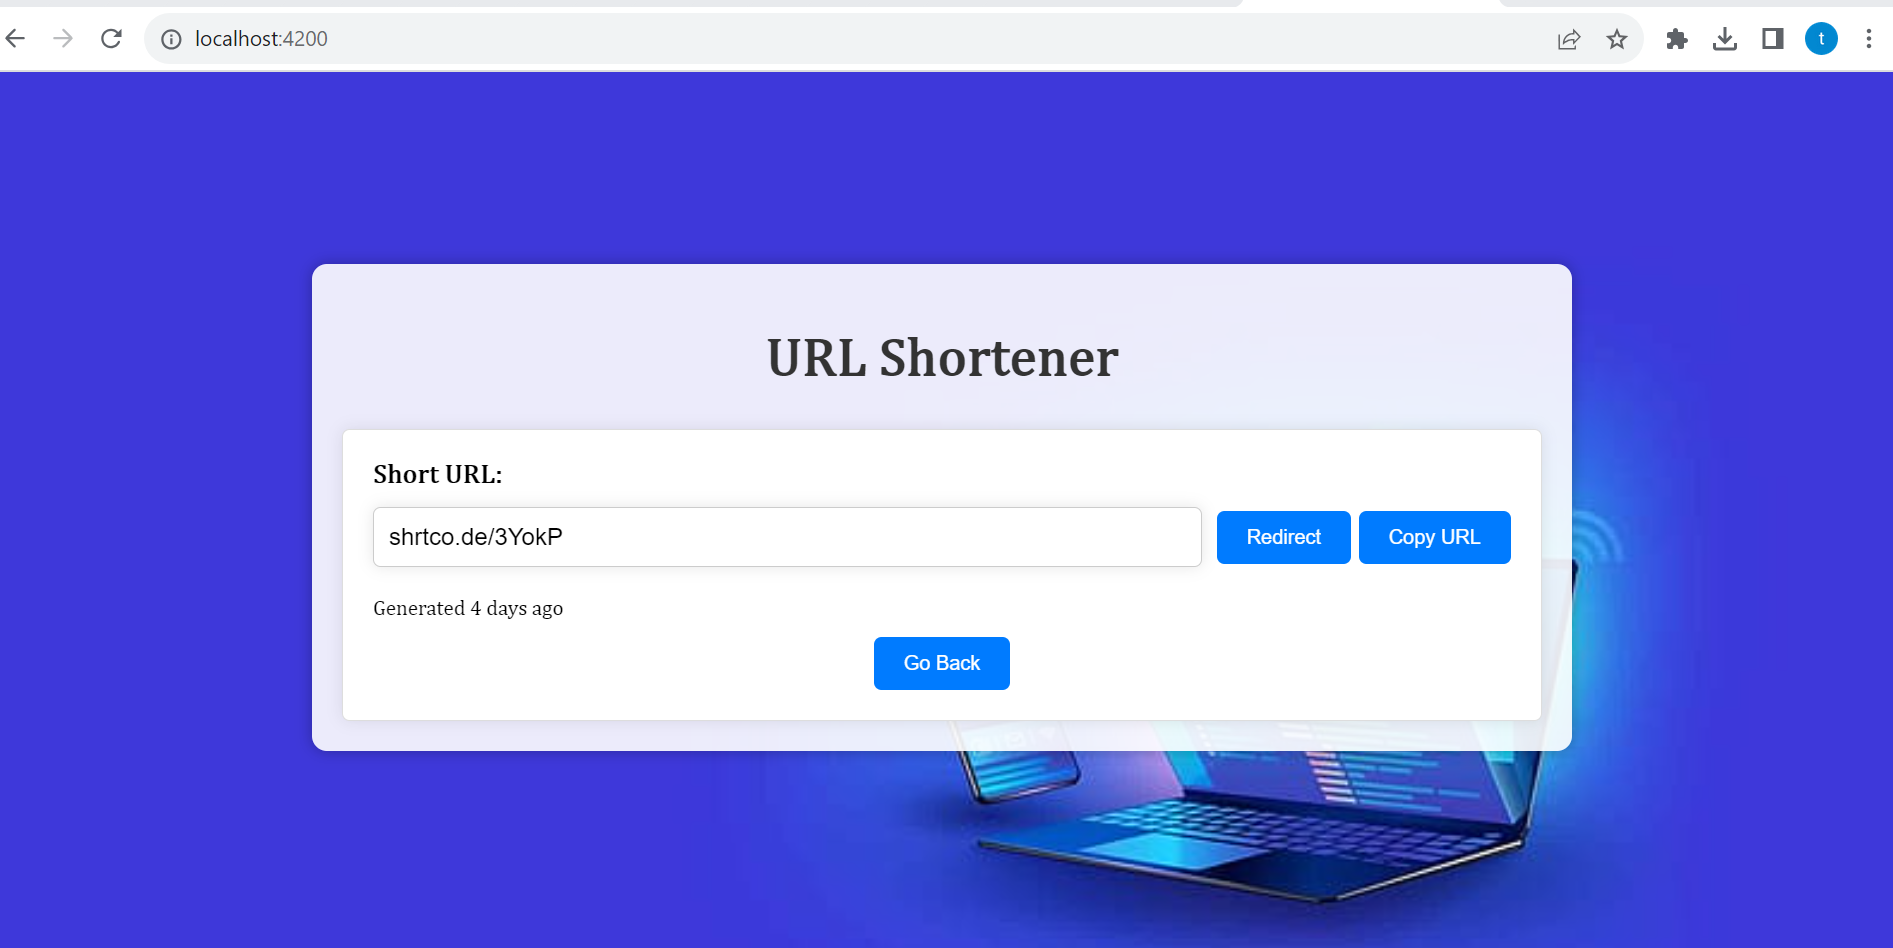 localhost:4200
t
URL Shortener
Short URL:
shrtco.de/3YokP
Redirect
Copy URL
Generated 4 days ago
Go Back